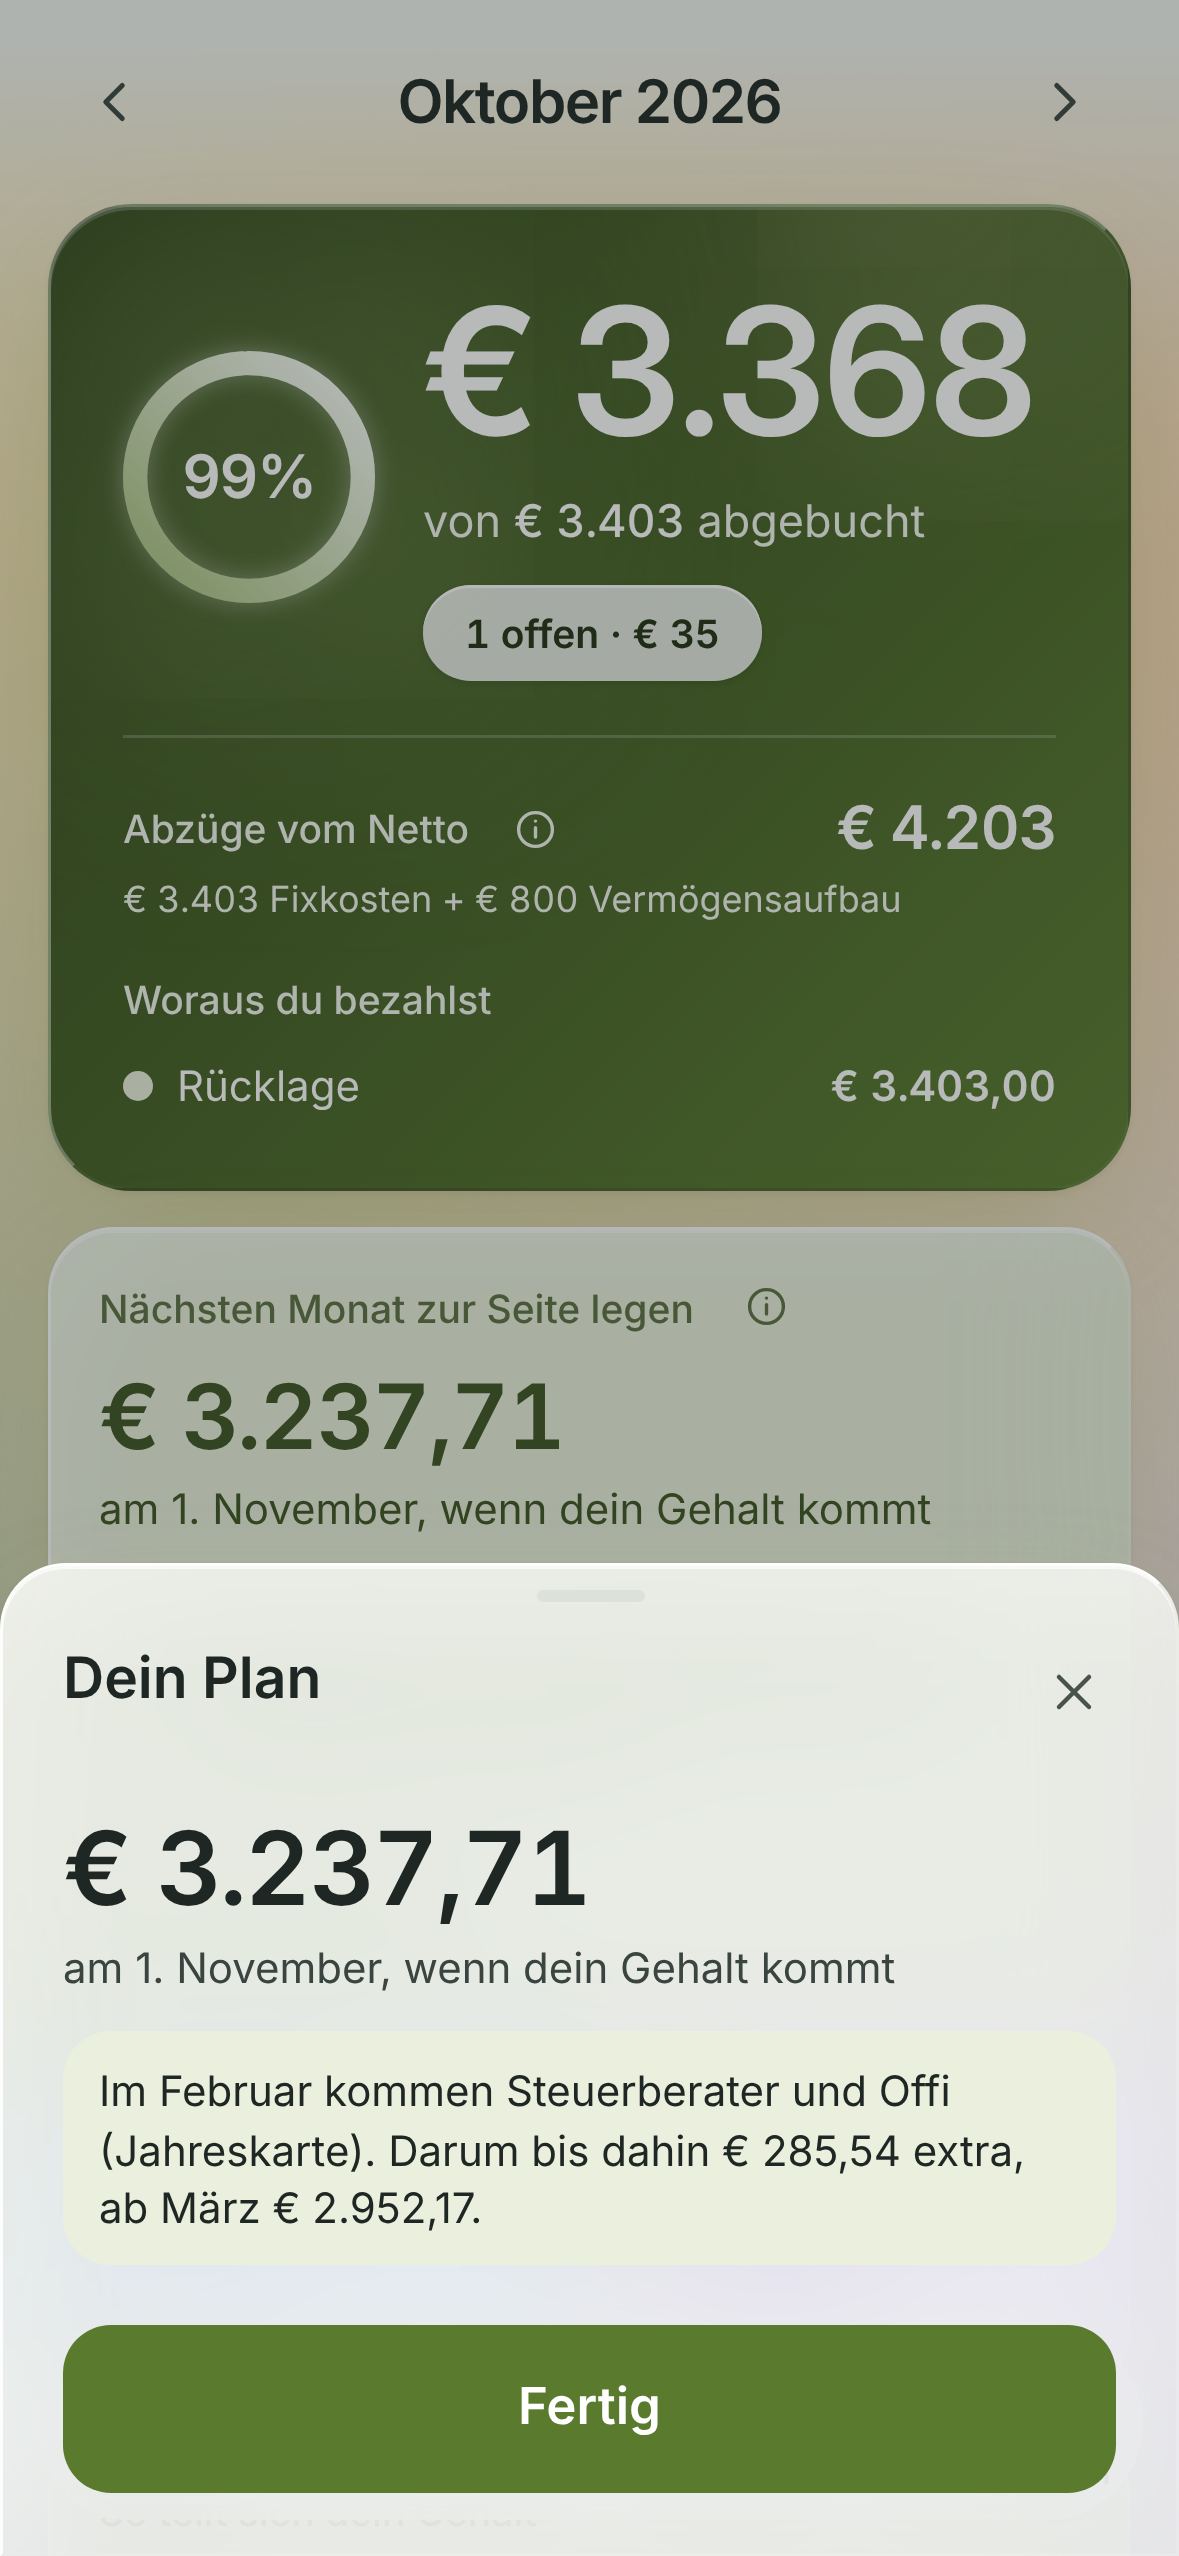 Oktober 2026
€ 3.368
99%
von € 3.403 abgebucht
1 offen · € 35
Abzüge vom Netto
€ 4.203
€ 3.403 Fixkosten + € 800 Vermögensaufbau
Woraus du bezahlst
Rücklage
€ 3.403,00
Nächsten Monat zur Seite legen
€ 3.237,71
am 1. November, wenn dein Gehalt kommt
Dein Plan
€ 3.237,71
am 1. November, wenn dein Gehalt kommt
Im Februar kommen Steuerberater und Offi
(Jahreskarte). Darum bis dahin € 285,54 extra,
ab März € 2.952,17.
Fertig